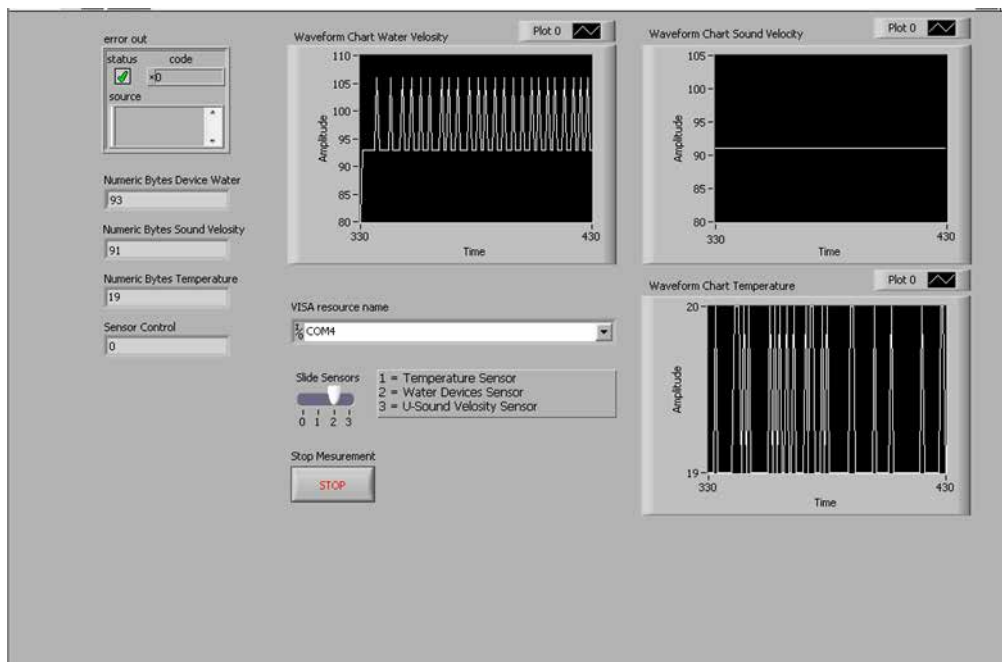 error out
status code
×0
source
Numeric Bytes Device Water
93
Numeric Bytes Sound Velosity
91
Numeric Bytes Temperature
19
Sensor Control
0
Waveform Chart Water Velosity
Plot 0
110
105
100
95
90
85
80
Amplitude
330 430
Time
VISA resource name
I/O COM4
Slide Sensors
0 1 2 3
1 = Temperature Sensor
2 = Water Devices Sensor
3 = U-Sound Velosity Sensor
Stop Mesurement
STOP
Waveform Chart Sound Velocity
Plot 0
105
100
95
90
85
80
Amplitude
330 430
Time
Waveform Chart Temperature
Plot 0
20
19
Amplitude
330 430
Time